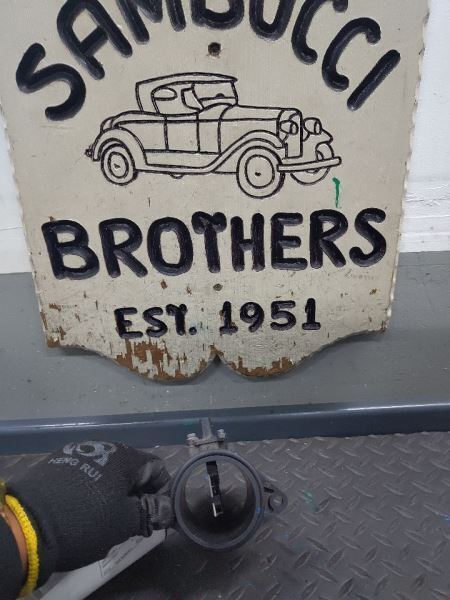 SAMBUCCI
BROTHERS
EST. 1951
HENG RUI